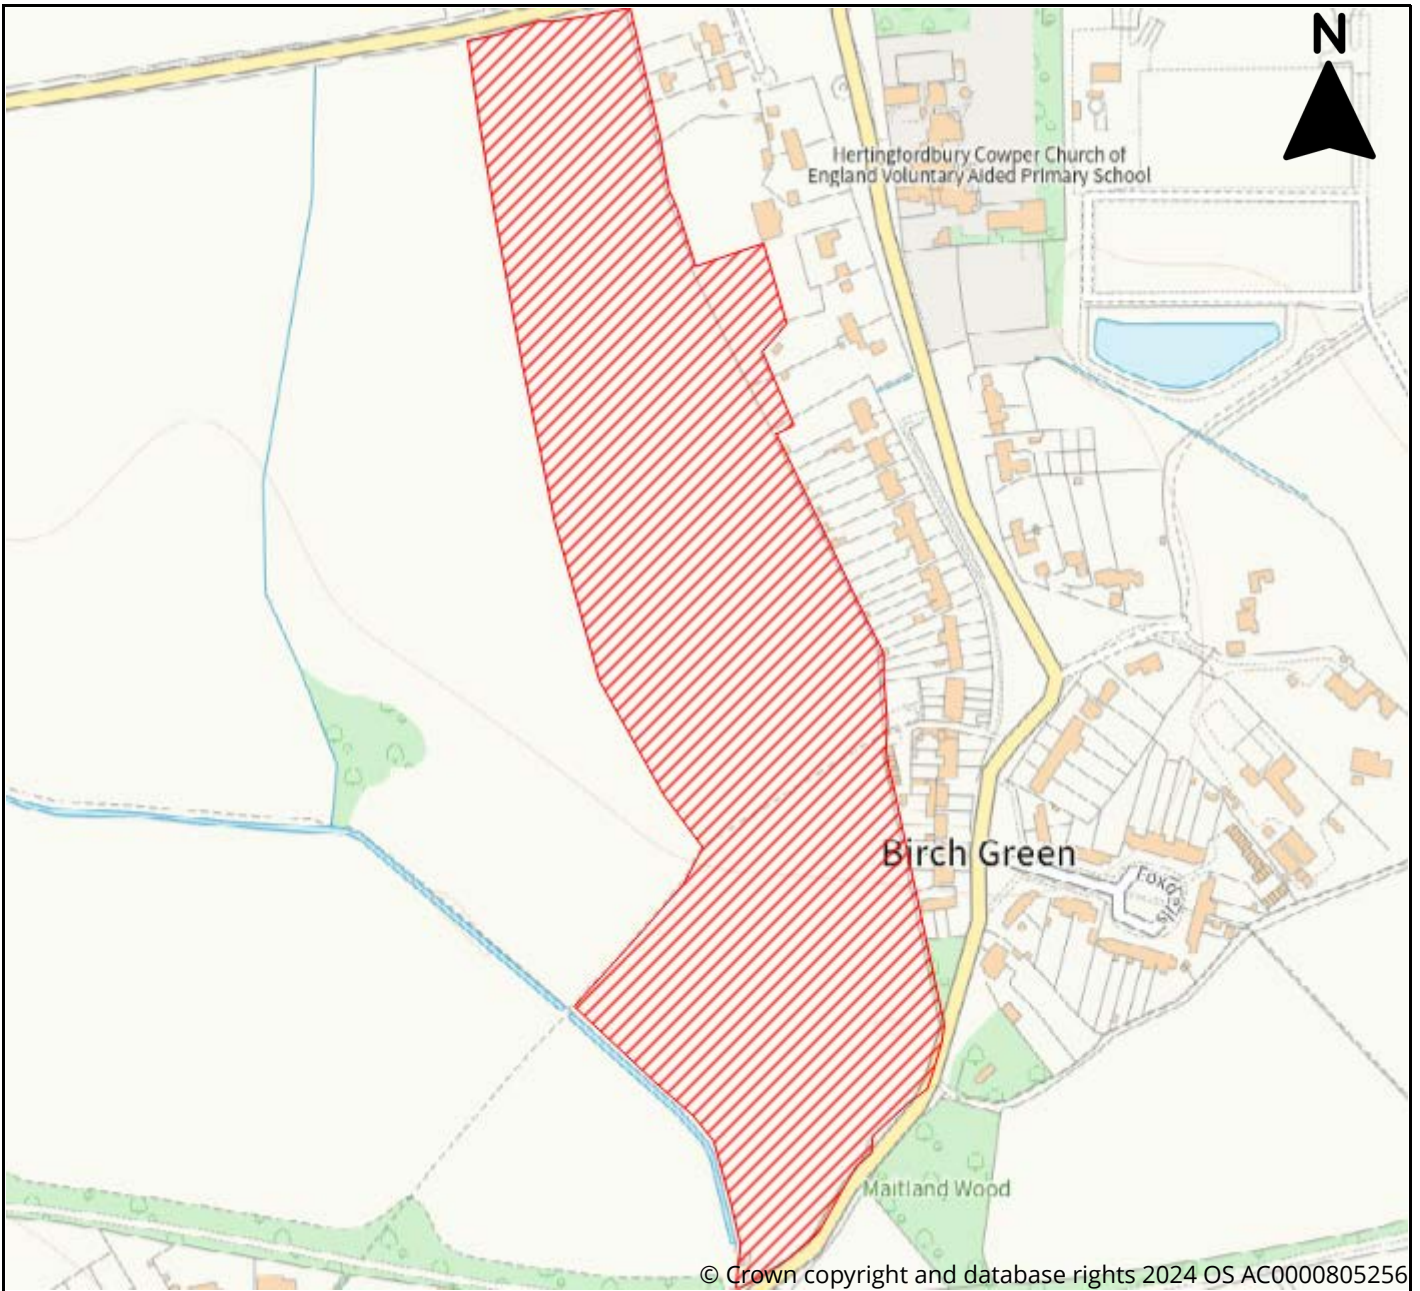 N
Hertingfordbury Cowper Church of
England Voluntary Aided Primary School
Birch Green
Foxdells
Maitland Wood
© Crown copyright and database rights 2024 OS AC0000805256